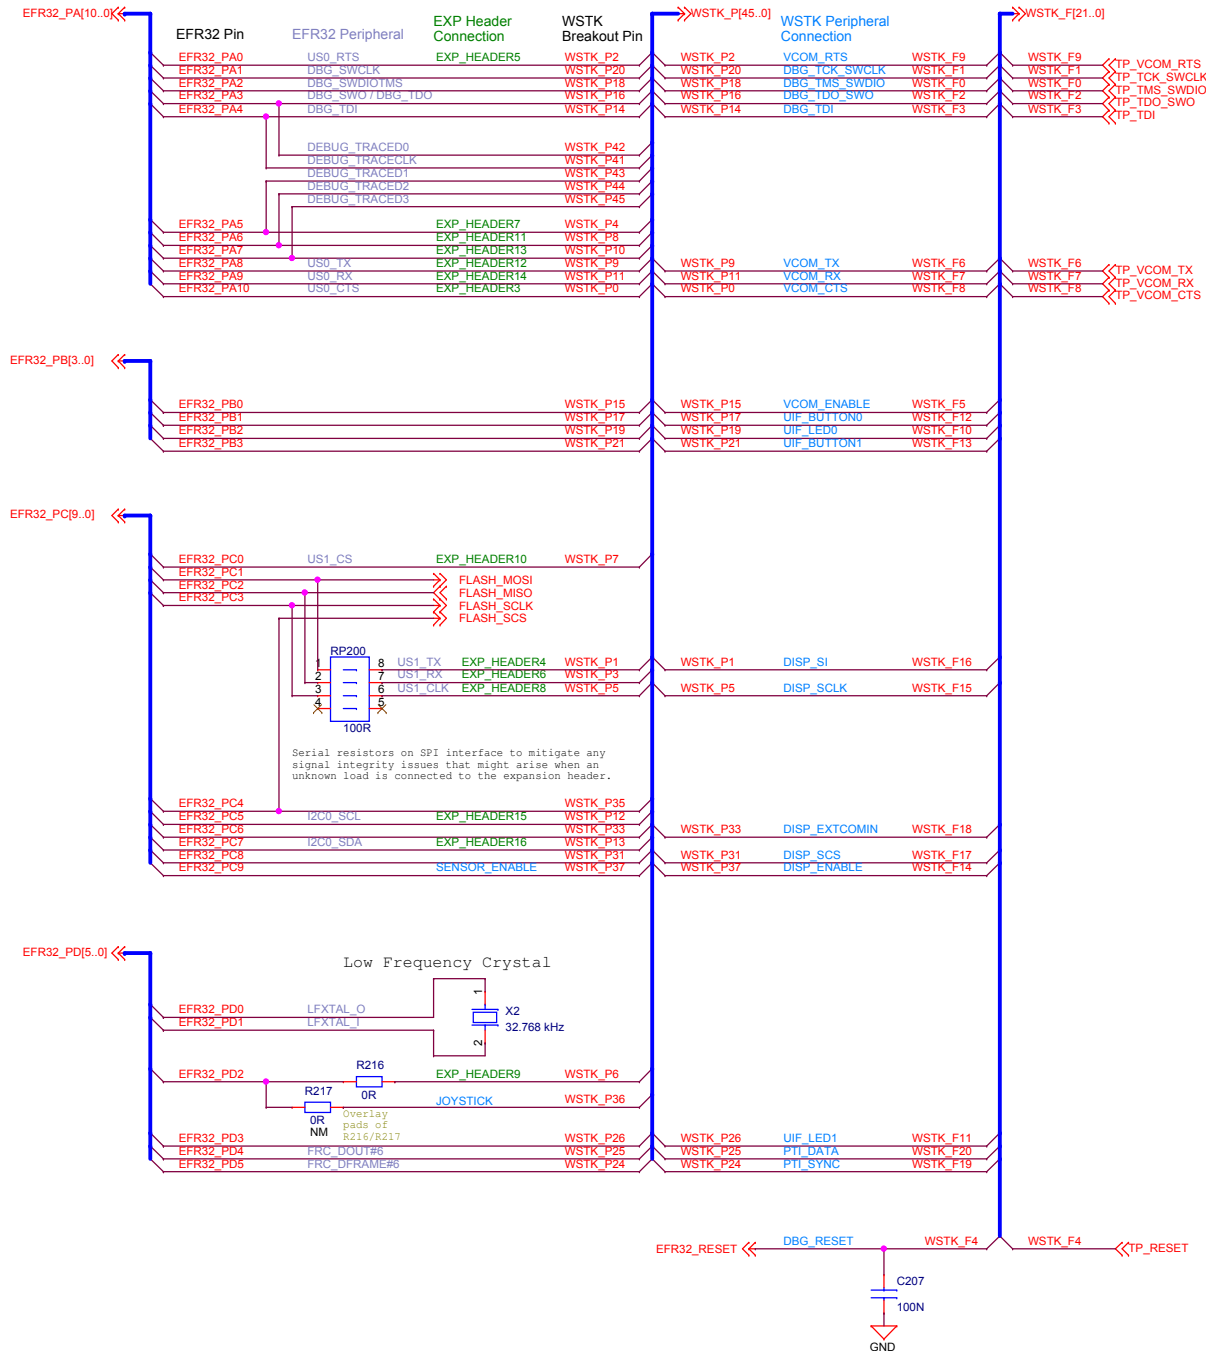 EFR32_PA[10..0] WSTK_P[45..0] WSTK_F[21..0]
EFR32 Pin EFR32 Peripheral EXP Header Connection WSTK Breakout Pin WSTK Peripheral Connection
EFR32_PA0 US0_RTS EXP_HEADER5 WSTK_P2 WSTK_P2 VCOM_RTS WSTK_F9 WSTK_F9 TP_VCOM_RTS
EFR32_PA1 DBG_SWCLK WSTK_P20 WSTK_P20 DBG_TCK_SWCLK WSTK_F1 WSTK_F1 TP_TCK_SWCLK
EFR32_PA2 DBG_SWDIOTMS WSTK_P18 WSTK_P18 DBG_TMS_SWDIO WSTK_F0 WSTK_F0 TP_TMS_SWDIO
EFR32_PA3 DBG_SWO / DBG_TDO WSTK_P16 WSTK_P16 DBG_TDO_SWO WSTK_F2 WSTK_F2 TP_TDO_SWO
EFR32_PA4 DBG_TDI WSTK_P14 WSTK_P14 DBG_TDI WSTK_F3 WSTK_F3 TP_TDI
DEBUG_TRACED0 WSTK_P42
DEBUG_TRACECLK WSTK_P41
DEBUG_TRACED1 WSTK_P43
DEBUG_TRACED2 WSTK_P44
DEBUG_TRACED3 WSTK_P45
EFR32_PA5 EXP_HEADER7 WSTK_P4
EFR32_PA6 EXP_HEADER11 WSTK_P8
EFR32_PA7 EXP_HEADER13 WSTK_P10
EFR32_PA8 US0_TX EXP_HEADER12 WSTK_P9 WSTK_P9 VCOM_TX WSTK_F6 WSTK_F6 TP_VCOM_TX
EFR32_PA9 US0_RX EXP_HEADER14 WSTK_P11 WSTK_P11 VCOM_RX WSTK_F7 WSTK_F7 TP_VCOM_RX
EFR32_PA10 US0_CTS EXP_HEADER3 WSTK_P0 WSTK_P0 VCOM_CTS WSTK_F8 WSTK_F8 TP_VCOM_CTS
EFR32_PB[3..0]
EFR32_PB0 WSTK_P15 WSTK_P15 VCOM_ENABLE WSTK_F5
EFR32_PB1 WSTK_P17 WSTK_P17 UIF_BUTTON0 WSTK_F12
EFR32_PB2 WSTK_P19 WSTK_P19 UIF_LED0 WSTK_F10
EFR32_PB3 WSTK_P21 WSTK_P21 UIF_BUTTON1 WSTK_F13
EFR32_PC[9..0]
EFR32_PC0 US1_CS EXP_HEADER10 WSTK_P7
EFR32_PC1 FLASH_MOSI
EFR32_PC2 FLASH_MISO
EFR32_PC3 FLASH_SCLK
FLASH_SCS
RP200
1 8 US1_TX EXP_HEADER4 WSTK_P1 WSTK_P1 DISP_SI WSTK_F16
2 7 US1_RX EXP_HEADER6 WSTK_P3
3 6 US1_CLK EXP_HEADER8 WSTK_P5 WSTK_P5 DISP_SCLK WSTK_F15
4 5
100R
Serial resistors on SPI interface to mitigate any
signal integrity issues that might arise when an
unknown load is connected to the expansion header.
EFR32_PC4 WSTK_P35
EFR32_PC5 I2C0_SCL EXP_HEADER15 WSTK_P12
EFR32_PC6 WSTK_P33 WSTK_P33 DISP_EXTCOMIN WSTK_F18
EFR32_PC7 I2C0_SDA EXP_HEADER16 WSTK_P13
EFR32_PC8 WSTK_P31 WSTK_P31 DISP_SCS WSTK_F17
EFR32_PC9 SENSOR_ENABLE WSTK_P37 WSTK_P37 DISP_ENABLE WSTK_F14
EFR32_PD[5..0]
Low Frequency Crystal
1
EFR32_PD0 LFXTAL_O X2
EFR32_PD1 LFXTAL_I 32.768 kHz
2
R216
EFR32_PD2 EXP_HEADER9 WSTK_P6
R217 0R
JOYSTICK WSTK_P36
0R Overlay
NM pads of
R216/R217
EFR32_PD3 WSTK_P26 WSTK_P26 UIF_LED1 WSTK_F11
EFR32_PD4 FRC_DOUT#6 WSTK_P25 WSTK_P25 PTI_DATA WSTK_F20
EFR32_PD5 FRC_DFRAME#6 WSTK_P24 WSTK_P24 PTI_SYNC WSTK_F19
EFR32_RESET DBG_RESET WSTK_F4 WSTK_F4 TP_RESET
C207
100N
GND